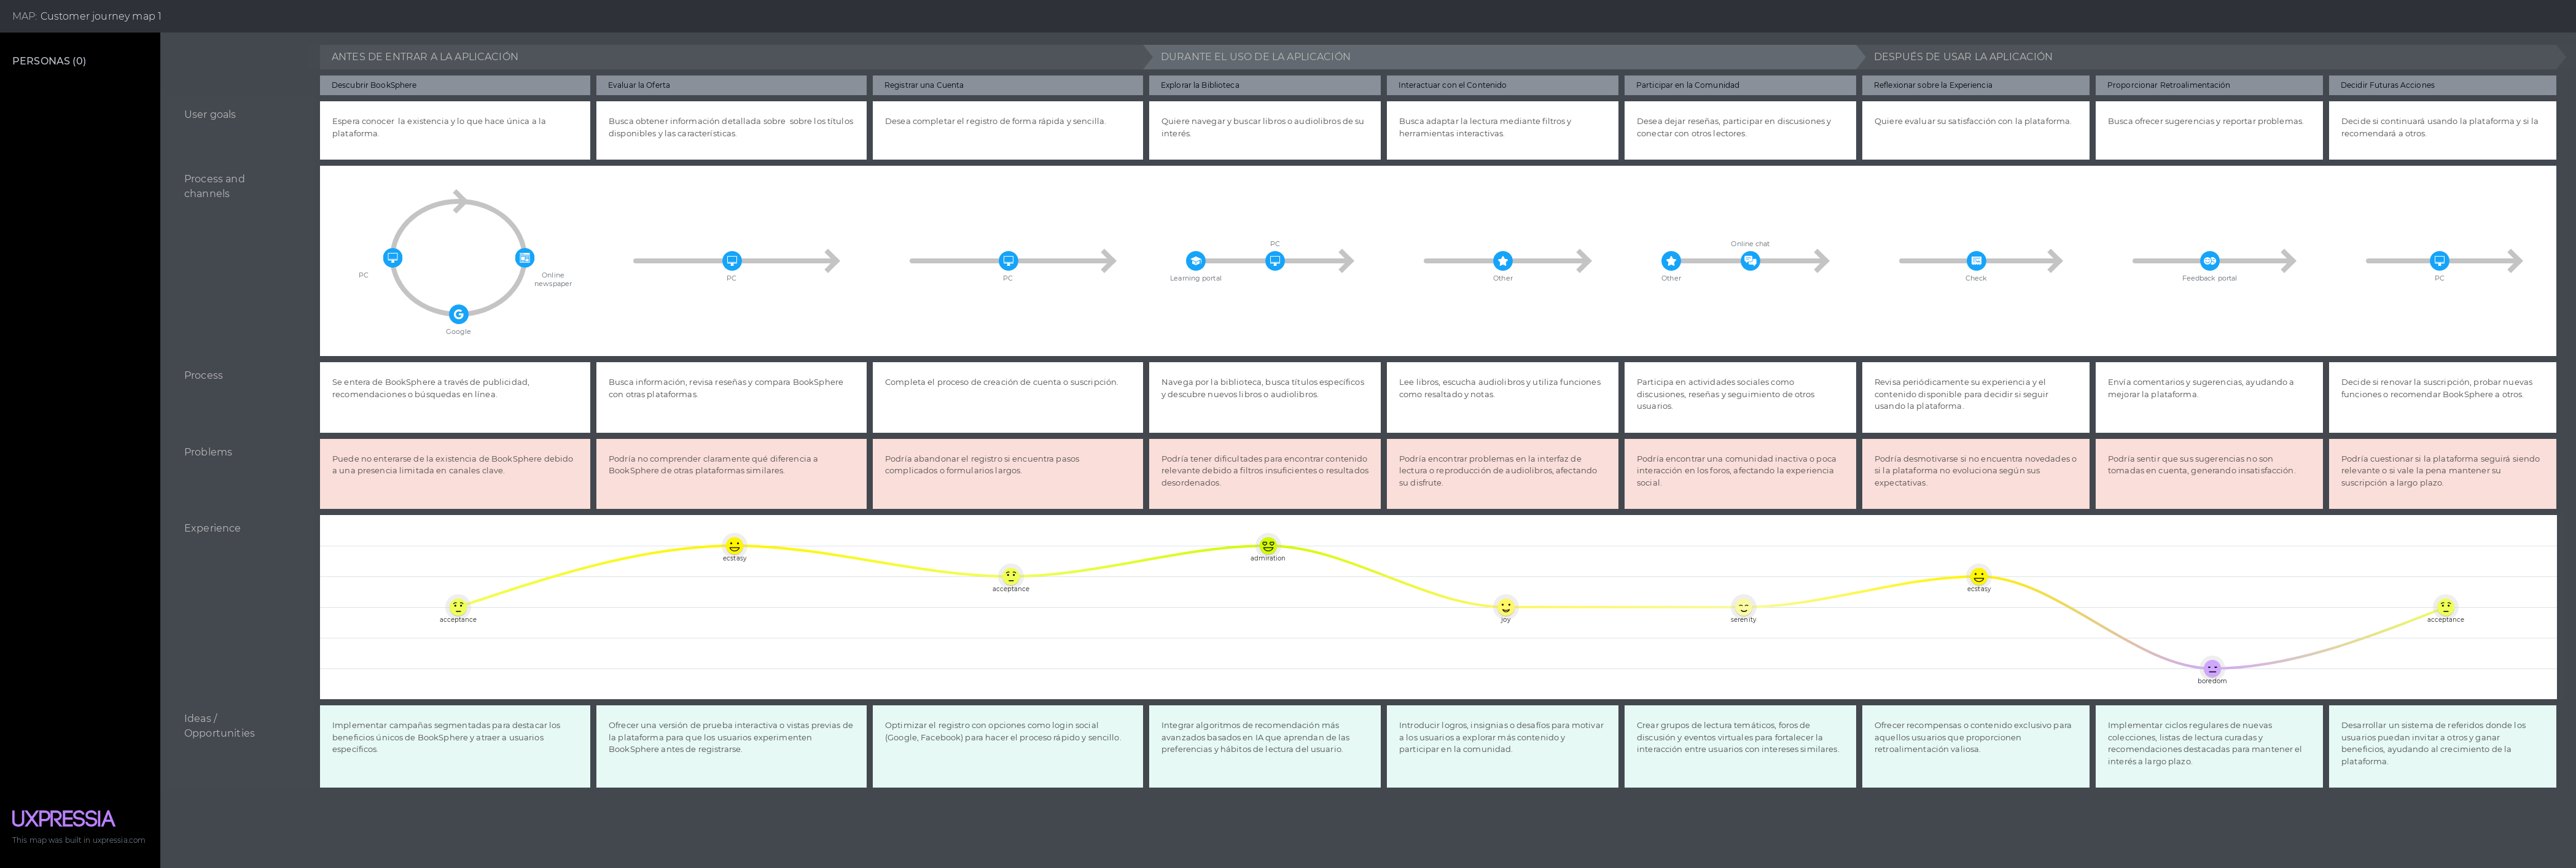 MAP: Customer journey map 1
PERSONAS (0)
ANTES DE ENTRAR A LA APLICACIÓN
DURANTE EL USO DE LA APLICACIÓN
DESPUÉS DE USAR LA APLICACIÓN
Descubrir BookSphere
Evaluar la Oferta
Registrar una Cuenta
Explorar la Biblioteca
Interactuar con el Contenido
Participar en la Comunidad
Reflexionar sobre la Experiencia
Proporcionar Retroalimentación
Decidir Futuras Acciones
User goals
Espera conocer la existencia y lo que hace única a la
plataforma.
Busca obtener información detallada sobre sobre los títulos
disponibles y las características.
Desea completar el registro de forma rápida y sencilla.
Quiere navegar y buscar libros o audiolibros de su
interés.
Busca adaptar la lectura mediante filtros y
herramientas interactivas.
Desea dejar reseñas, participar en discusiones y
conectar con otros lectores.
Quiere evaluar su satisfacción con la plataforma.
Busca ofrecer sugerencias y reportar problemas.
Decide si continuará usando la plataforma y si la
recomendará a otros.
Process and
channels
PC
Online
newspaper
Google
PC
PC
Learning portal
PC
Other
Other
Online chat
Check
Feedback portal
PC
Process
Se entera de BookSphere a través de publicidad,
recomendaciones o búsquedas en línea.
Busca información, revisa reseñas y compara BookSphere
con otras plataformas.
Completa el proceso de creación de cuenta o suscripción.
Navega por la biblioteca, busca títulos específicos
y descubre nuevos libros o audiolibros.
Lee libros, escucha audiolibros y utiliza funciones
como resaltado y notas.
Participa en actividades sociales como
discusiones, reseñas y seguimiento de otros
usuarios.
Revisa periódicamente su experiencia y el
contenido disponible para decidir si seguir
usando la plataforma.
Envía comentarios y sugerencias, ayudando a
mejorar la plataforma.
Decide si renovar la suscripción, probar nuevas
funciones o recomendar BookSphere a otros.
Problems
Puede no enterarse de la existencia de BookSphere debido
a una presencia limitada en canales clave.
Podría no comprender claramente qué diferencia a
BookSphere de otras plataformas similares.
Podría abandonar el registro si encuentra pasos
complicados o formularios largos.
Podría tener dificultades para encontrar contenido
relevante debido a filtros insuficientes o resultados
desordenados.
Podría encontrar problemas en la interfaz de
lectura o reproducción de audiolibros, afectando
su disfrute.
Podría encontrar una comunidad inactiva o poca
interacción en los foros, afectando la experiencia
social.
Podría desmotivarse si no encuentra novedades o
si la plataforma no evoluciona según sus
expectativas.
Podría sentir que sus sugerencias no son
tomadas en cuenta, generando insatisfacción.
Podría cuestionar si la plataforma seguirá siendo
relevante o si vale la pena mantener su
suscripción a largo plazo.
Experience
acceptance
ecstasy
acceptance
admiration
joy
serenity
ecstasy
boredom
acceptance
Ideas /
Opportunities
Implementar campañas segmentadas para destacar los
beneficios únicos de BookSphere y atraer a usuarios
específicos.
Ofrecer una versión de prueba interactiva o vistas previas de
la plataforma para que los usuarios experimenten
BookSphere antes de registrarse.
Optimizar el registro con opciones como login social
(Google, Facebook) para hacer el proceso rápido y sencillo.
Integrar algoritmos de recomendación más
avanzados basados en IA que aprendan de las
preferencias y hábitos de lectura del usuario.
Introducir logros, insignias o desafíos para motivar
a los usuarios a explorar más contenido y
participar en la comunidad.
Crear grupos de lectura temáticos, foros de
discusión y eventos virtuales para fortalecer la
interacción entre usuarios con intereses similares.
Ofrecer recompensas o contenido exclusivo para
aquellos usuarios que proporcionen
retroalimentación valiosa.
Implementar ciclos regulares de nuevas
colecciones, listas de lectura curadas y
recomendaciones destacadas para mantener el
interés a largo plazo.
Desarrollar un sistema de referidos donde los
usuarios puedan invitar a otros y ganar
beneficios, ayudando al crecimiento de la
plataforma.
UXPRESSIA
This map was built in uxpressia.com